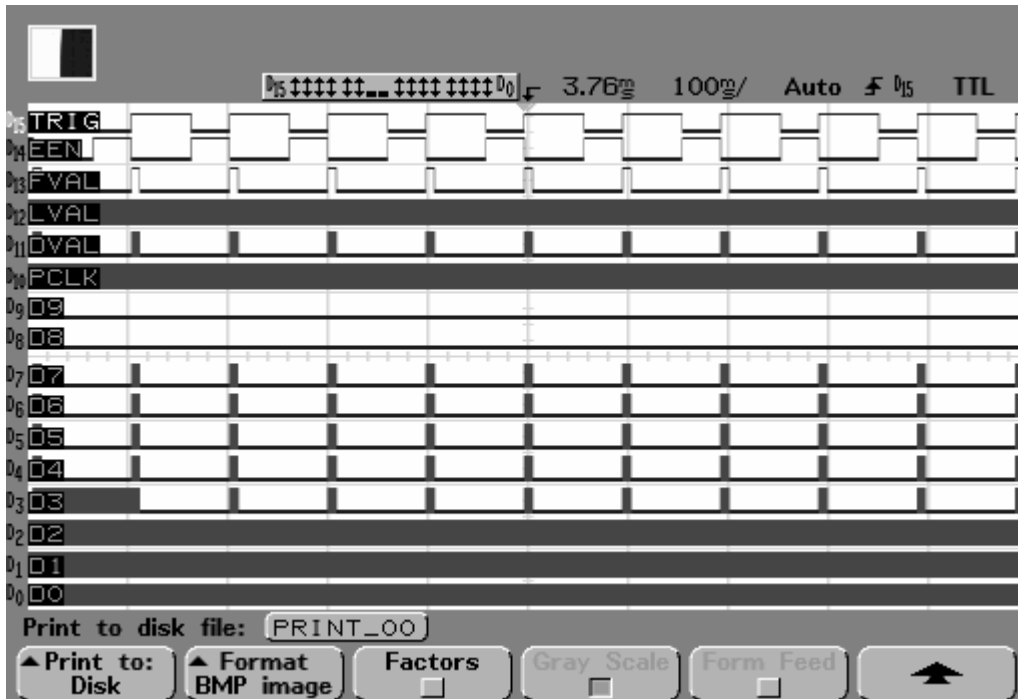 D15 ↕↕↕↕ ↕↕▁▁ ↕↕↕↕ ↕↕↕↕ D0 3.76ms 100ms/ Auto D15 TTL
D15 TRIG
D14 EEN
D13 FVAL
D12 LVAL
D11 DVAL
D10 PCLK
D9 D9
D8 D8
D7 D7
D6 D6
D5 D5
D4 D4
D3 D3
D2 D2
D1 D1
D0 D0
Print to disk file: PRINT_00
Print to: Disk
Format BMP image
Factors
Gray Scale
Form Feed